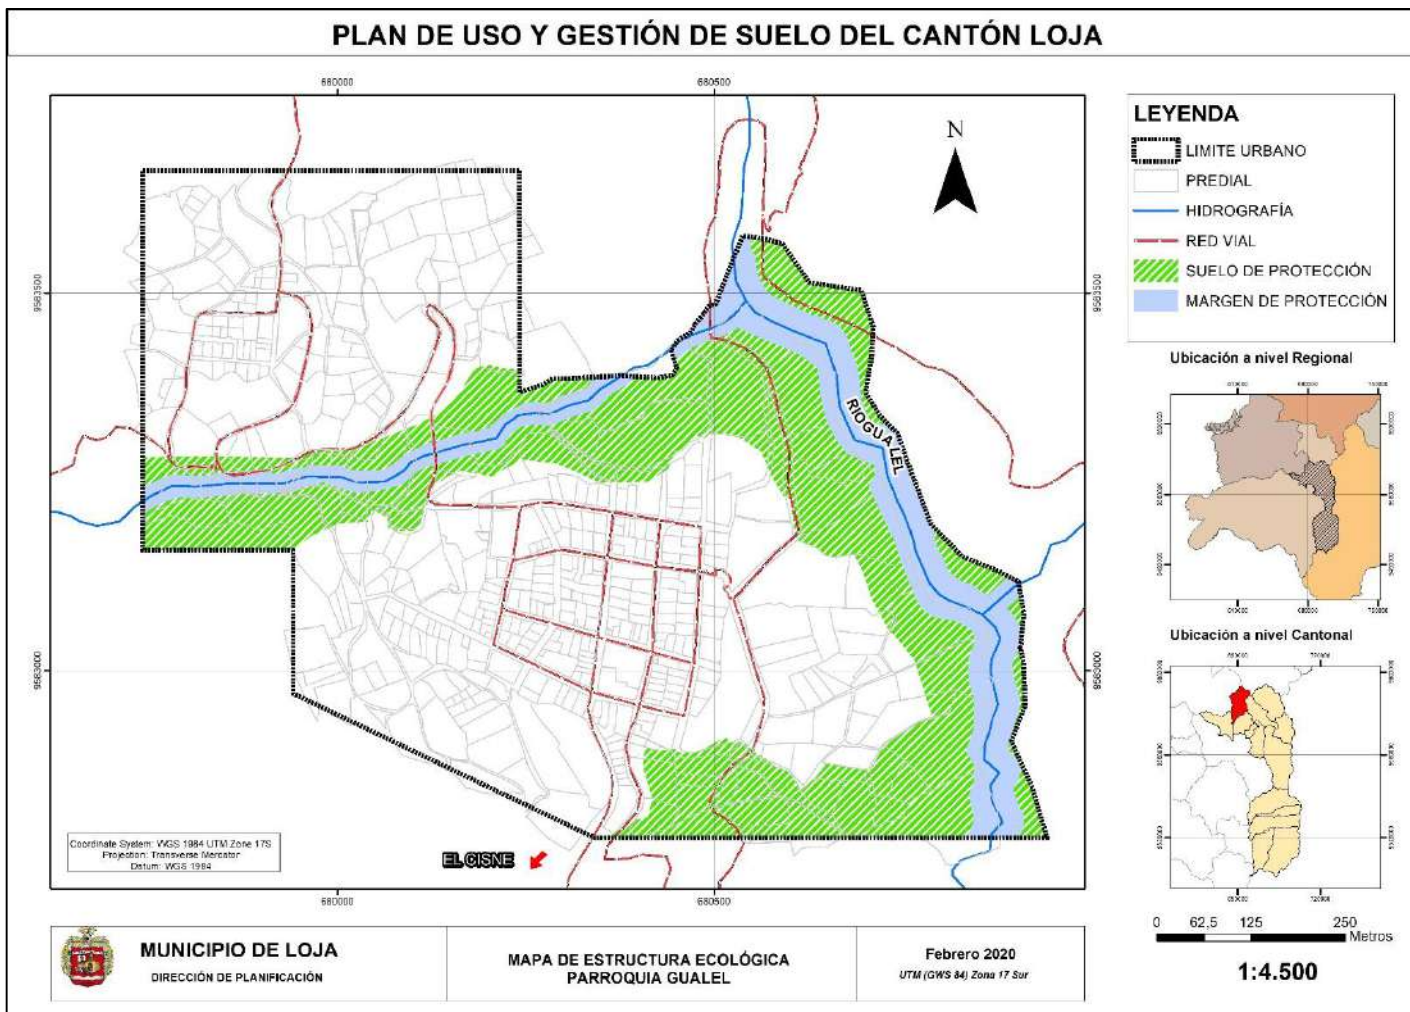 PLAN DE USO Y GESTIÓN DE SUELO DEL CANTÓN LOJA
680000
680500
N
9583500
9583500
RIO GUALEL
9583000
9583000
Coordinate System: WGS 1984 UTM Zone 17S
Projection: Transverse Mercator
Datum: WGS 1984
EL CISNE
680000
680500
LEYENDA
LIMITE URBANO
PREDIAL
HIDROGRAFÍA
RED VIAL
SUELO DE PROTECCIÓN
MARGEN DE PROTECCIÓN
Ubicación a nivel Regional
Ubicación a nivel Cantonal
0 62,5 125 250
Metros
1:4.500
MUNICIPIO DE LOJA
DIRECCIÓN DE PLANIFICACIÓN
MAPA DE ESTRUCTURA ECOLÓGICA
PARROQUIA GUALEL
Febrero 2020
UTM (GWS 84) Zona 17 Sur